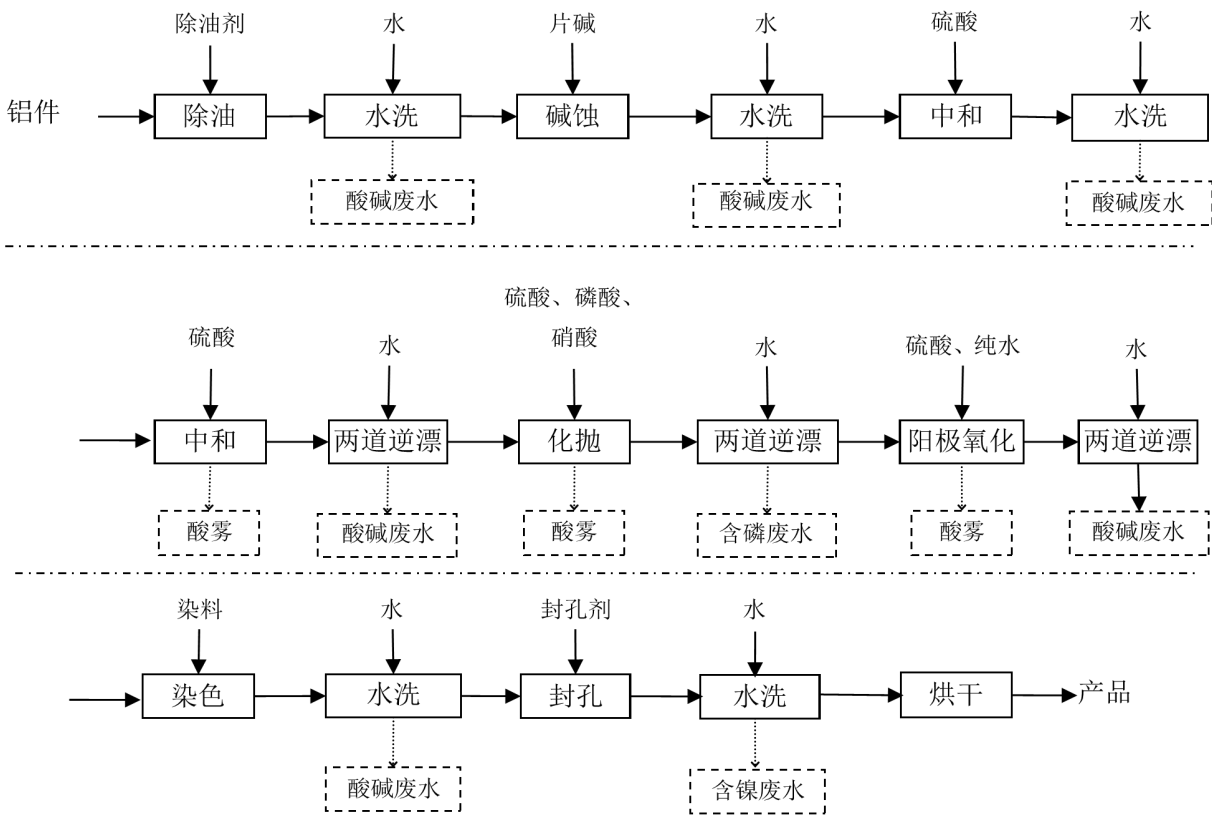 除油剂 水 片碱 水 硫酸 水
铝件 除油 水洗 碱蚀 水洗 中和 水洗
酸碱废水 酸碱废水 酸碱废水
硫酸、磷酸、
硫酸 水 硝酸 水 硫酸、纯水 水
中和 两道逆漂 化抛 两道逆漂 阳极氧化 两道逆漂
酸雾 酸碱废水 酸雾 含磷废水 酸雾 酸碱废水
染料 水 封孔剂 水
染色 水洗 封孔 水洗 烘干 产品
酸碱废水 含镍废水